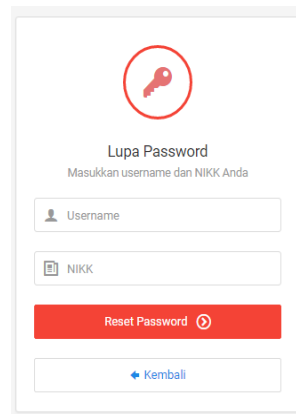 Lupa Password
Masukkan username dan NIKK Anda
Username
NIKK
Reset Password
Kembali